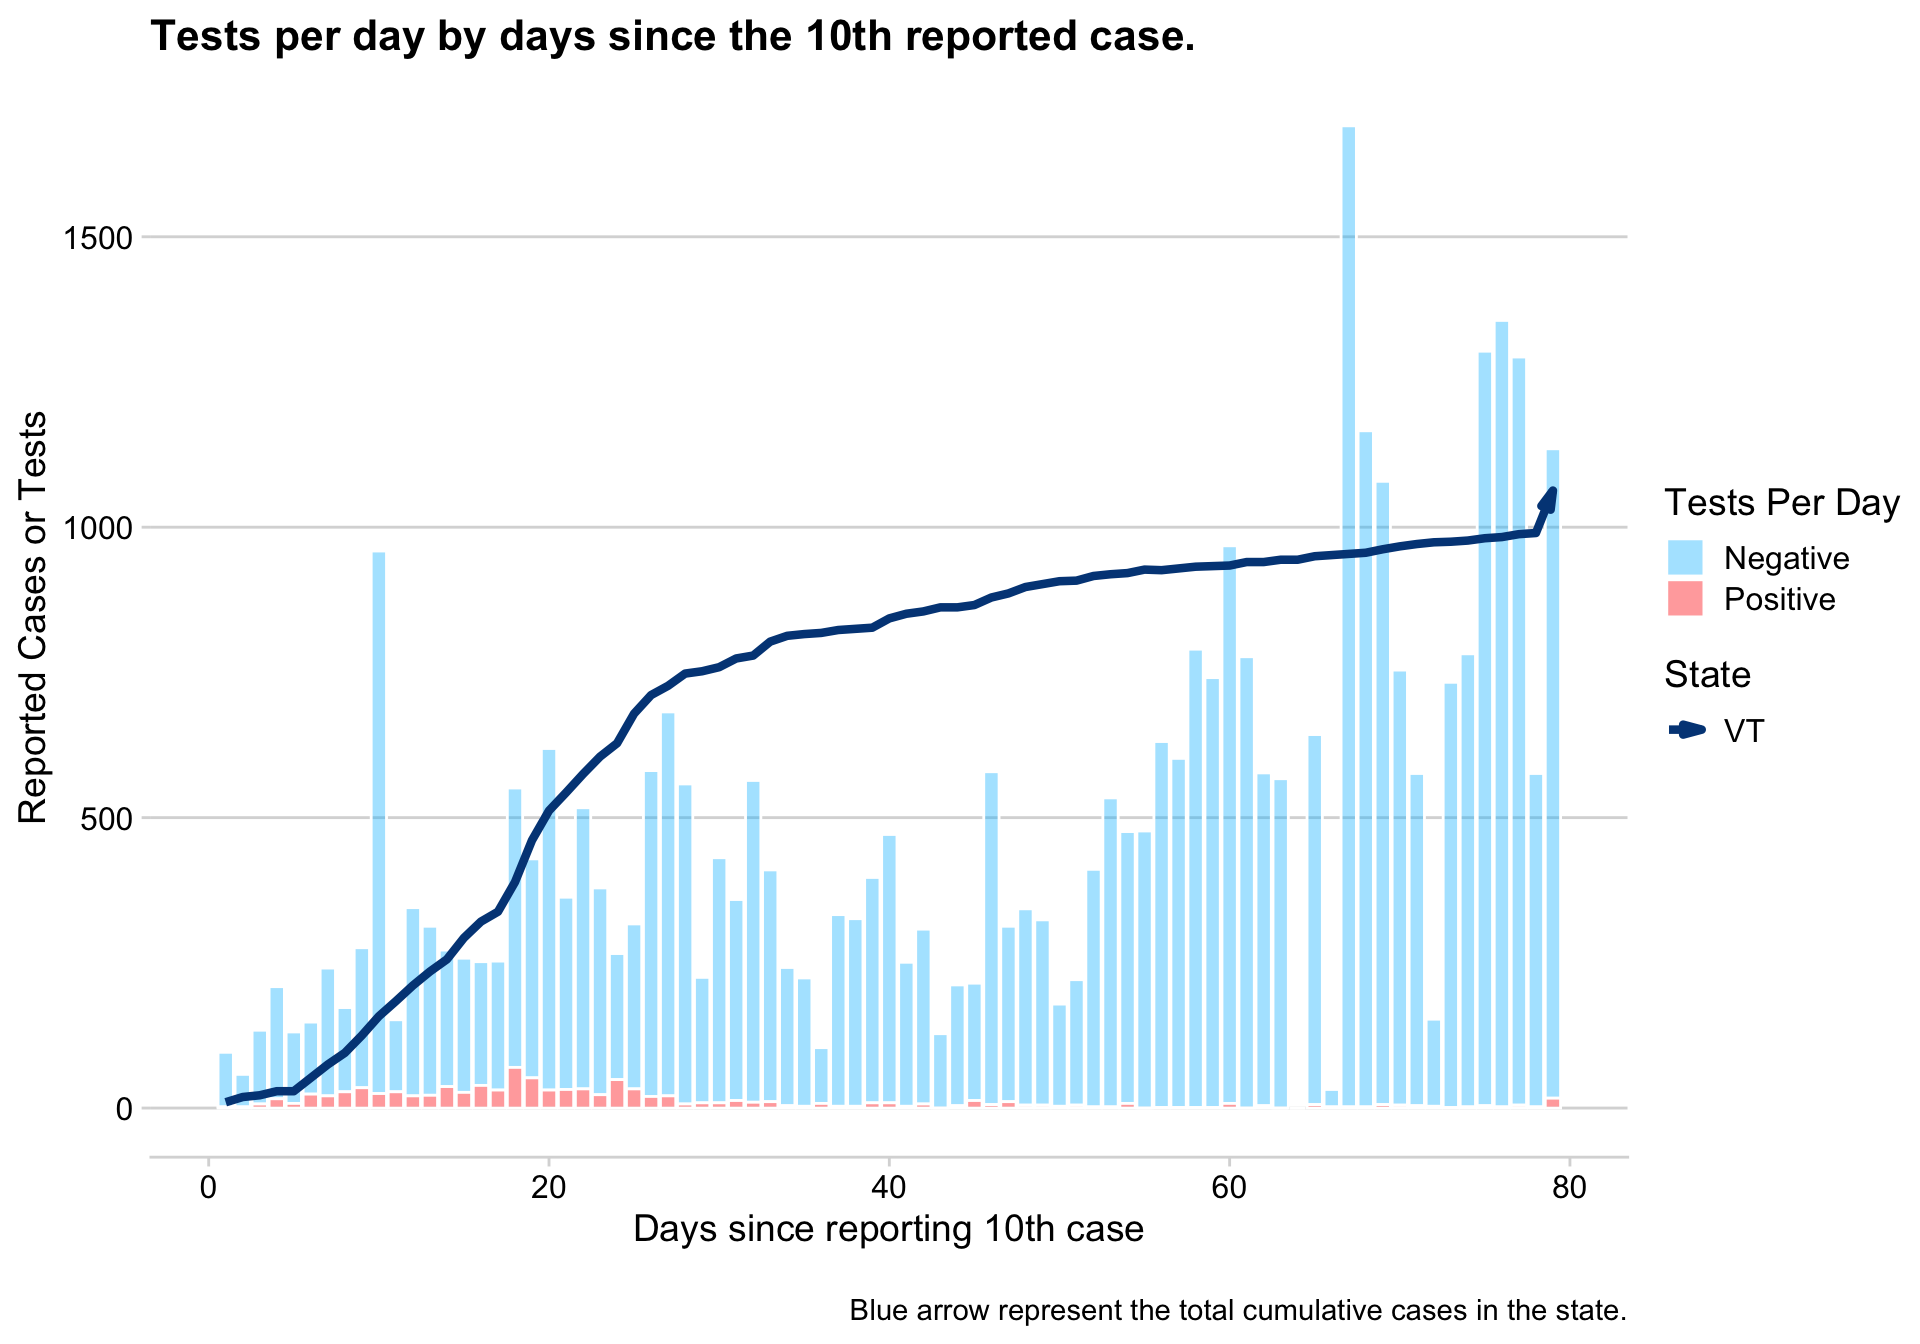 Tests per day by days since the 10th reported case.
1500
1000
500
0
Reported Cases or Tests
0 20 40 60 80
Days since reporting 10th case
Tests Per Day
Negative
Positive
State
VT
Blue arrow represent the total cumulative cases in the state.